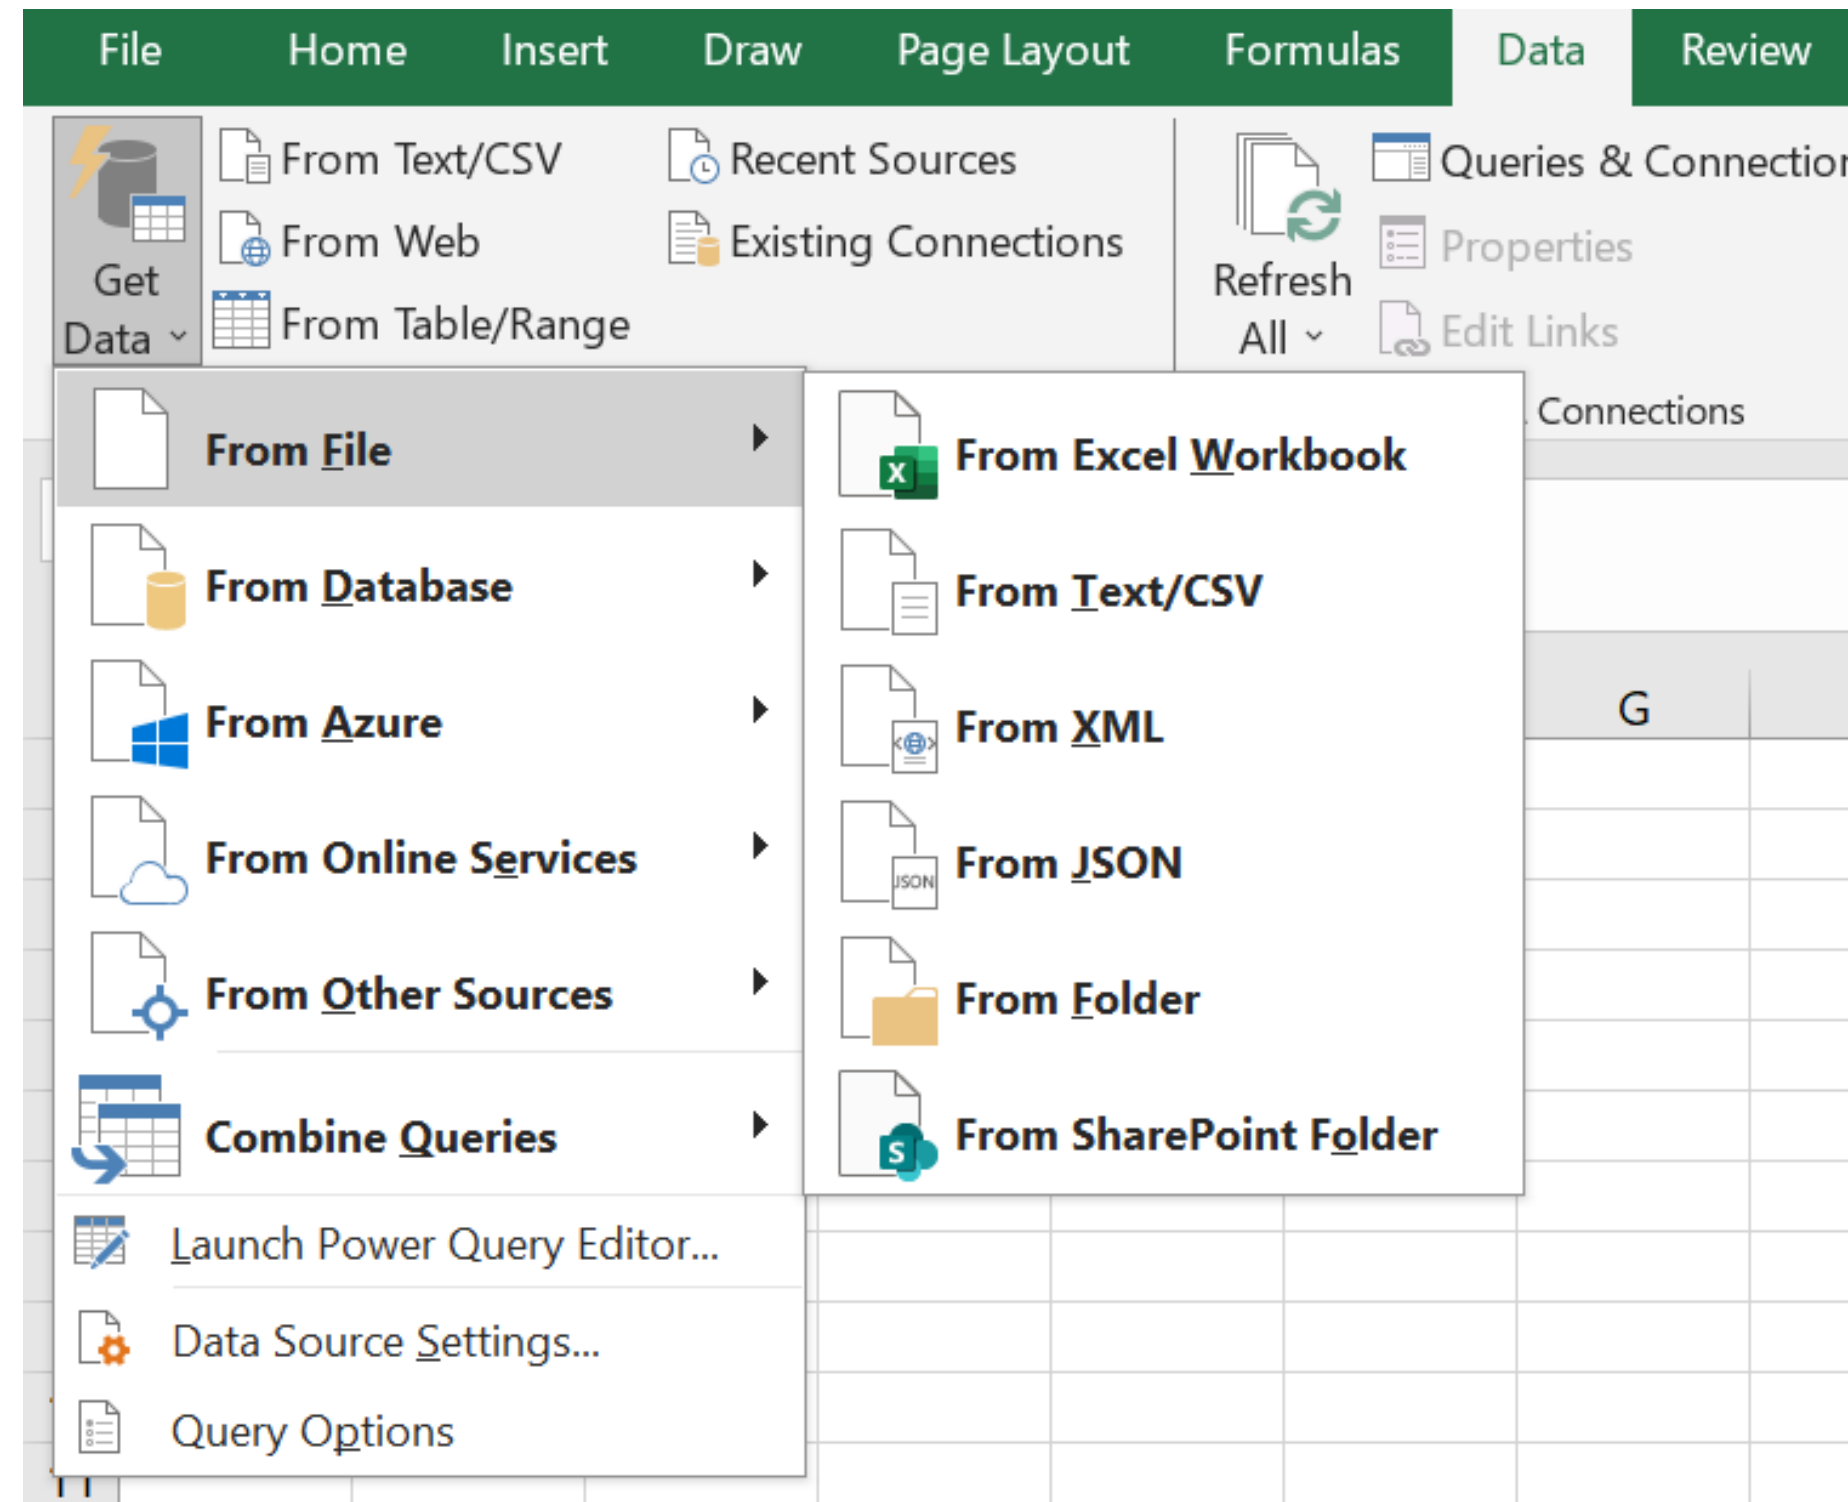 File Home Insert Draw Page Layout Formulas Data Review
From Text/CSV
From Web
From Table/Range
Recent Sources
Existing Connections
Get
Data
Refresh
All
Queries & Connection
Properties
Edit Links
Connections
From File
From Database
From Azure
From Online Services
From Other Sources
Combine Queries
Launch Power Query Editor...
Data Source Settings...
Query Options
From Excel Workbook
From Text/CSV
From XML
JSON
From JSON
From Folder
From SharePoint Folder
G